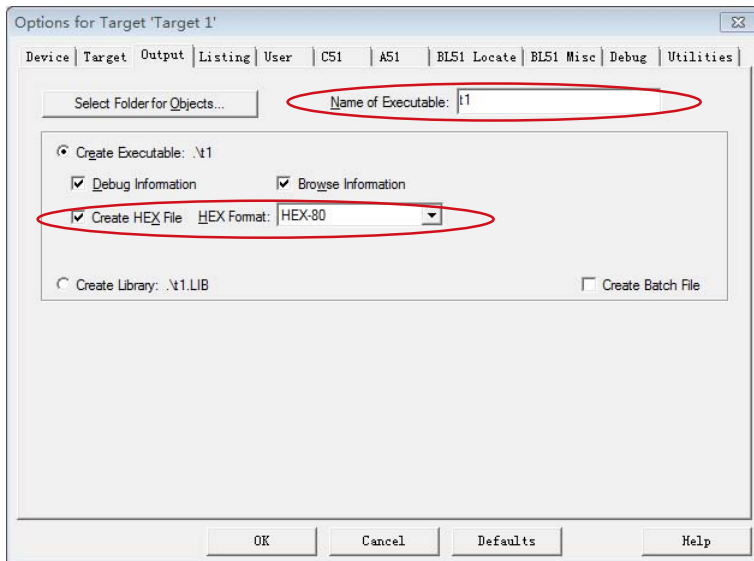 Options for Target 'Target 1'
Device Target Output Listing User C51 A51 BL51 Locate BL51 Misc Debug Utilities
Select Folder for Objects... Name of Executable: t1
Create Executable: .\t1
Debug Information Browse Information
Create HEX File HEX Format: HEX-80
Create Library: .\t1.LIB Create Batch File
OK Cancel Defaults Help